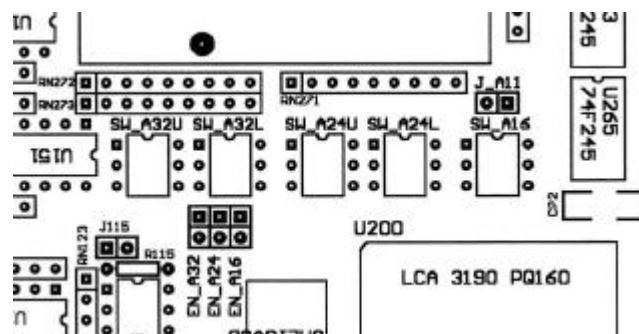 RN272
RN273
RN271
J_A11
SW_A32U
SW_A32L
SW_A24U
SW_A24L
SW_A16
U265
74F245
245
U151
CP2
J115
RN123
R115
EN_A32
EN_A24
EN_A16
U200
LCA 3190 PQ160